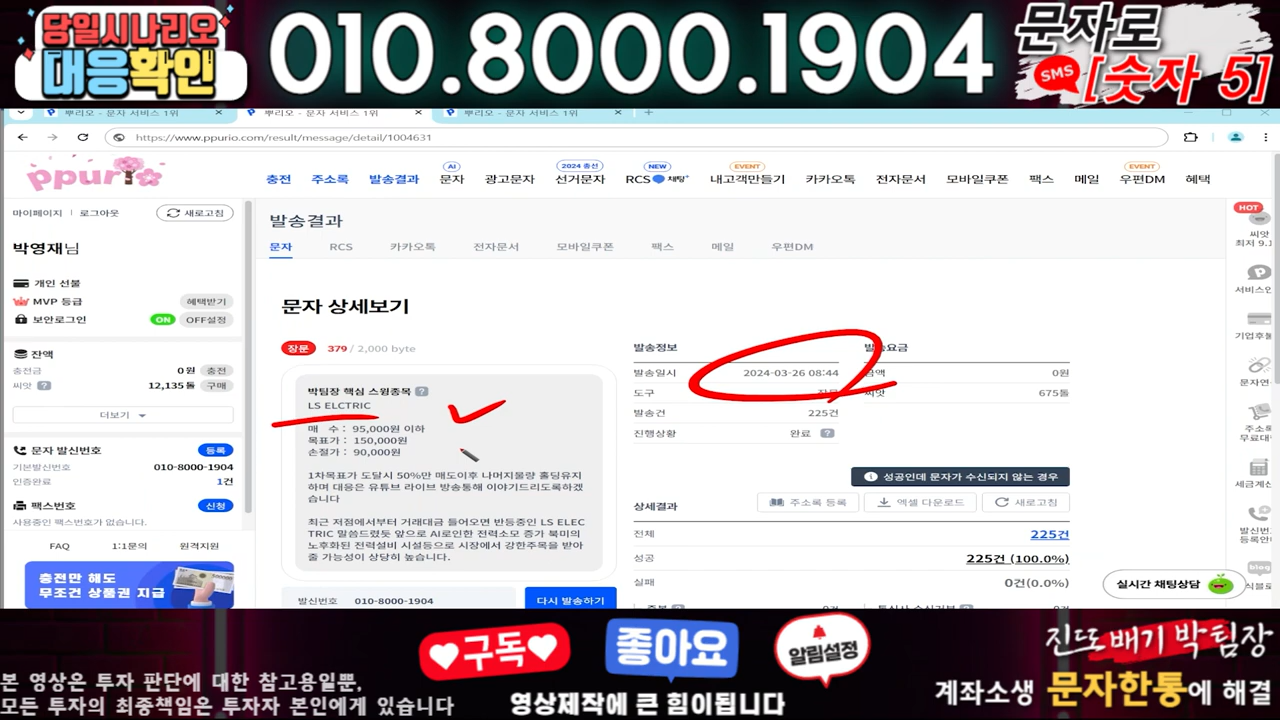 당일시나리오
대응확인
010.8000.1904
문자로
SMS
[숫자 5]
뿌리오 - 문자 서비스 1위
뿌리오 - 문자 서비스 1위
뿌리오 - 문자 서비스 1위
https://www.ppurio.com/result/message/detail/1004631
ppurio
충전
주소록
발송결과
AI
문자
광고문자
2024 총선
선거문자
NEW
RCS 채팅+
EVENT
내고객만들기
카카오톡
전자문서
모바일쿠폰
팩스
메일
EVENT
우편DM
혜택
마이페이지 | 로그아웃
새로고침
박영재님
개인 선불
MVP 등급
혜택받기
보안로그인
ON
OFF설정
잔액
충전금 0 원 충전
씨앗 ? 12,135 톨 구매
더보기
문자 발신번호 등록
기본발신번호 010-8000-1904
인증완료 1건
팩스번호 신청
사용중인 팩스번호가 없습니다.
FAQ 1:1문의 원격지원
충전만 해도
무조건 상품권 지급
발송결과
문자 RCS 카카오톡 전자문서 모바일쿠폰 팩스 메일 우편DM
문자 상세보기
장문 379 / 2,000 byte
박팀장 핵심 스윙종목 ?
LS ELCTRIC
매 수 : 95,000원 이하
목표가 : 150,000원
손절가 : 90,000원
1차목표가 도달시 50%만 매도이후 나머지물량 홀딩유지
하며 대응은 유튜브 라이브 방송통해 이야기드리도록하겠
습니다
최근 저점에서부터 거래대금 들어오면 반등중인 LS ELEC
TRIC 말씀드렸듯 앞으로 AI로인한 전력소모 증가 북미의
노후화된 전력설비 시설등으로 시장에서 강한주목을 받아
줄 가능성이 상당히 높습니다.
발신번호 010-8000-1904
다시 발송하기
발송정보
발송일시 2024-03-26 08:44
도구 장문
발송건 225건
진행상황 완료 ?
발송요금
금액 0원
씨앗 675톨
성공인데 문자가 수신되지 않는 경우
상세결과
주소록 등록
엑셀 다운로드
새로고침
전체 225건
성공 225건 (100.0%)
실패 0건(0.0%)
HOT
씨앗
최저 9.1
서비스인
기업후불
문자연
주소록
무료대
세금계산
발신번
등록안
blog
실시간 채팅상담
구독
좋아요
알림설정
영상제작에 큰 힘이됩니다
본 영상은 투자 판단에 대한 참고용일뿐,
모든 투자의 최종책임은 투자자 본인에게 있습니다
진또배기 박팀장
계좌소생 문자한통에 해결